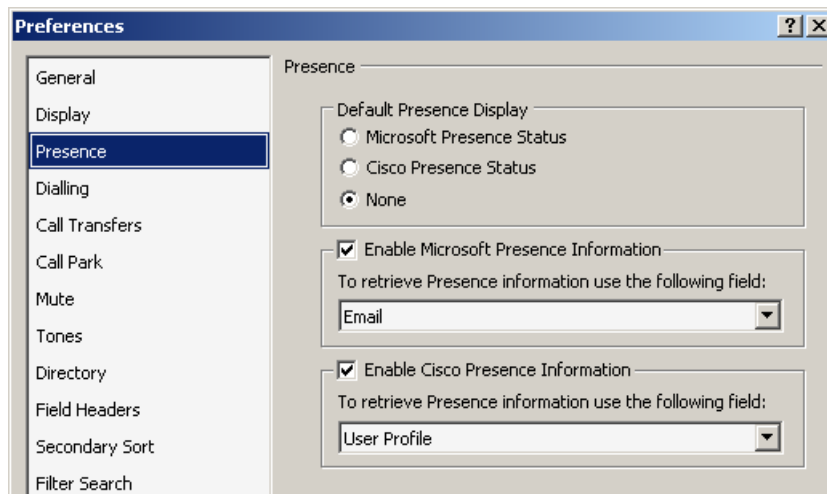 Preferences
General
Display
Presence
Dialling
Call Transfers
Call Park
Mute
Tones
Directory
Field Headers
Secondary Sort
Filter Search
Presence
Default Presence Display
Microsoft Presence Status
Cisco Presence Status
None
Enable Microsoft Presence Information
To retrieve Presence information use the following field:
Email
Enable Cisco Presence Information
To retrieve Presence information use the following field:
User Profile